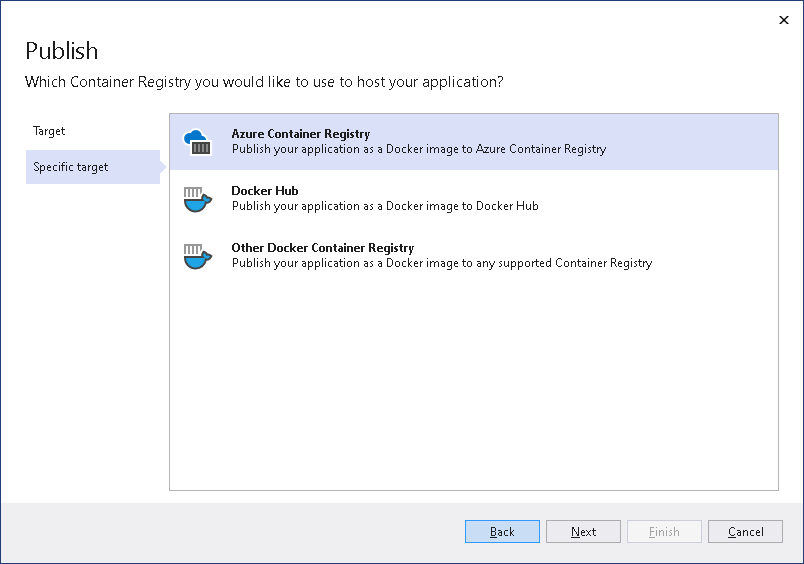 Publish
Which Container Registry you would like to use to host your application?
Target
Specific target
Azure Container Registry
Publish your application as a Docker image to Azure Container Registry
Docker Hub
Publish your application as a Docker image to Docker Hub
Other Docker Container Registry
Publish your application as a Docker image to any supported Container Registry
Back
Next
Finish
Cancel